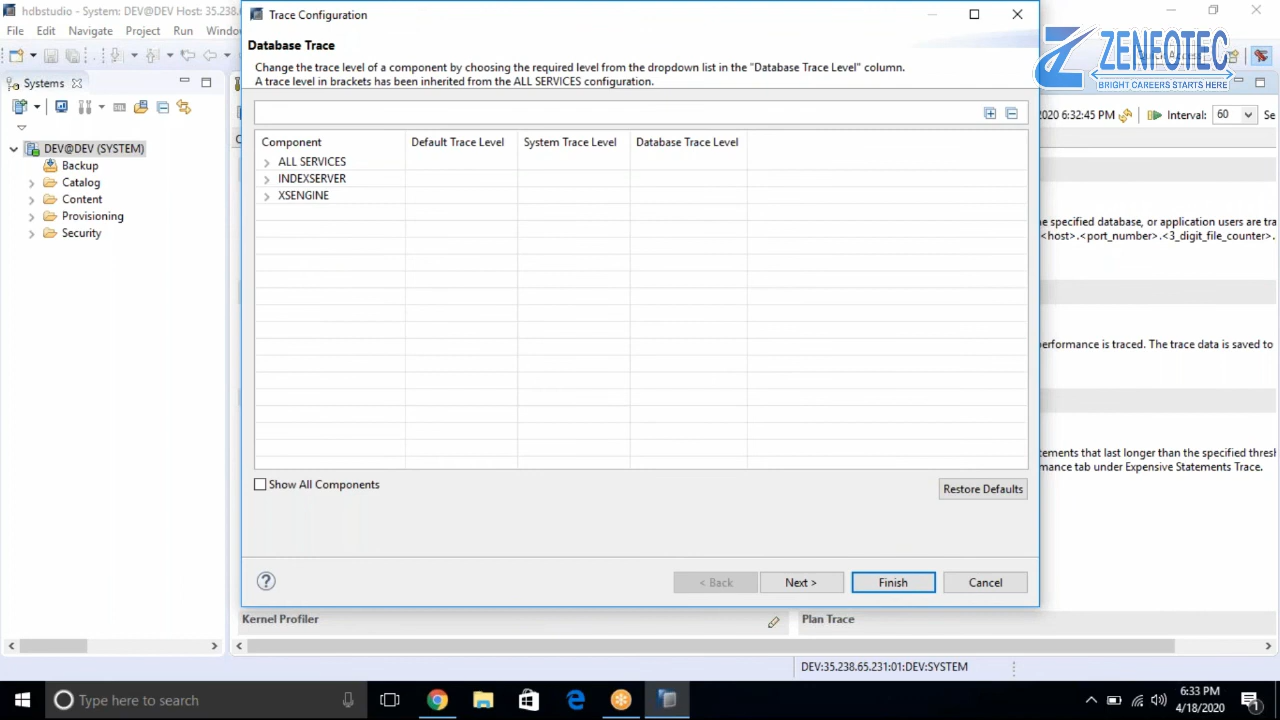 hdbstudio - System: DEV@DEV Host: 35.238.
File Edit Navigate Project Run Window
Systems
DEV@DEV (SYSTEM)
Backup
Catalog
Content
Provisioning
Security
Trace Configuration
Database Trace
Change the trace level of a component by choosing the required level from the dropdown list in the "Database Trace Level" column.
A trace level in brackets has been inherited from the ALL SERVICES configuration.
Component Default Trace Level System Trace Level Database Trace Level
ALL SERVICES
INDEXSERVER
XSENGINE
Show All Components
Restore Defaults
< Back Next > Finish Cancel
ZENFOTEC
BRIGHT CAREERS STARTS HERE
2020 6:32:45 PM Interval: 60 Se
e specified database, or application users are tra
<host>.<port_number>.<3_digit_file_counter>.
erformance is traced. The trace data is saved to
tements that last longer than the specified thresh
mance tab under Expensive Statements Trace.
Kernel Profiler
Plan Trace
DEV:35.238.65.231:01:DEV:SYSTEM
Type here to search
6:33 PM
4/18/2020
1